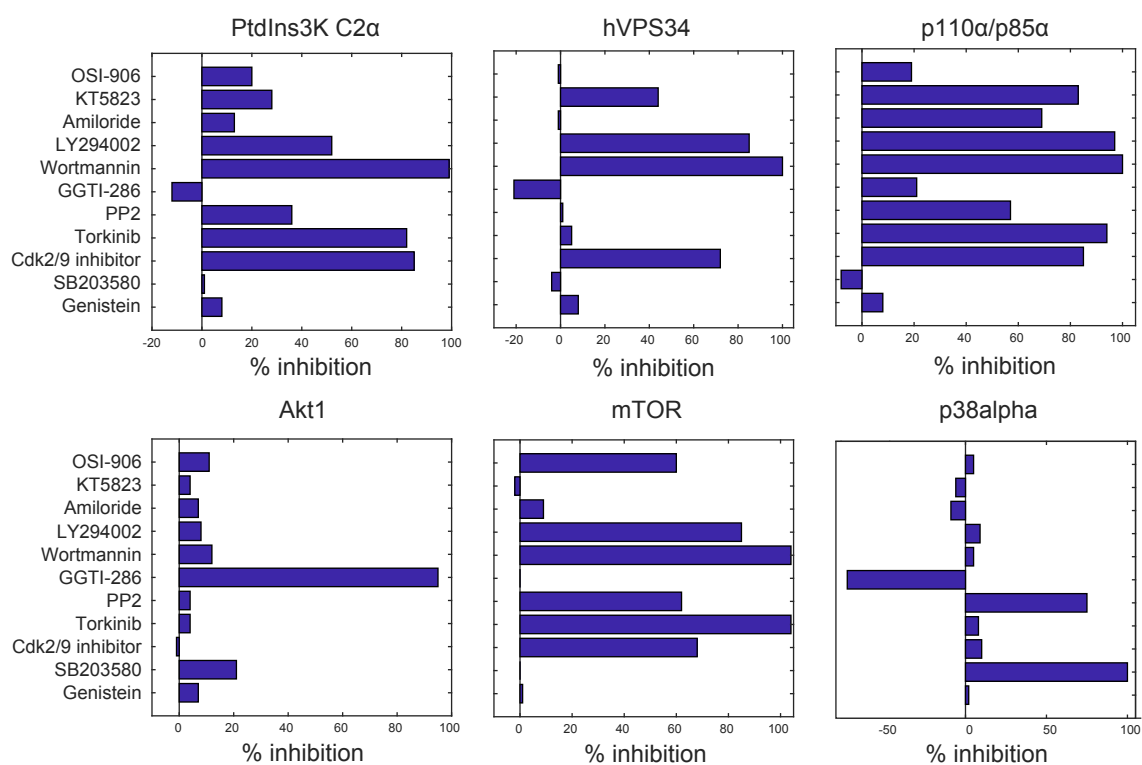 PtdIns3K C2α
hVPS34
p110α/p85α
OSI-906
KT5823
Amiloride
LY294002
Wortmannin
GGTI-286
PP2
Torkinib
Cdk2/9 inhibitor
SB203580
Genistein
-20 0 20 40 60 80 100
-20 0 20 40 60 80 100
0 20 40 60 80 100
% inhibition
% inhibition
% inhibition
Akt1
mTOR
p38alpha
OSI-906
KT5823
Amiloride
LY294002
Wortmannin
GGTI-286
PP2
Torkinib
Cdk2/9 inhibitor
SB203580
Genistein
0 20 40 60 80 100
0 20 40 60 80 100
-50 0 50 100
% inhibition
% inhibition
% inhibition